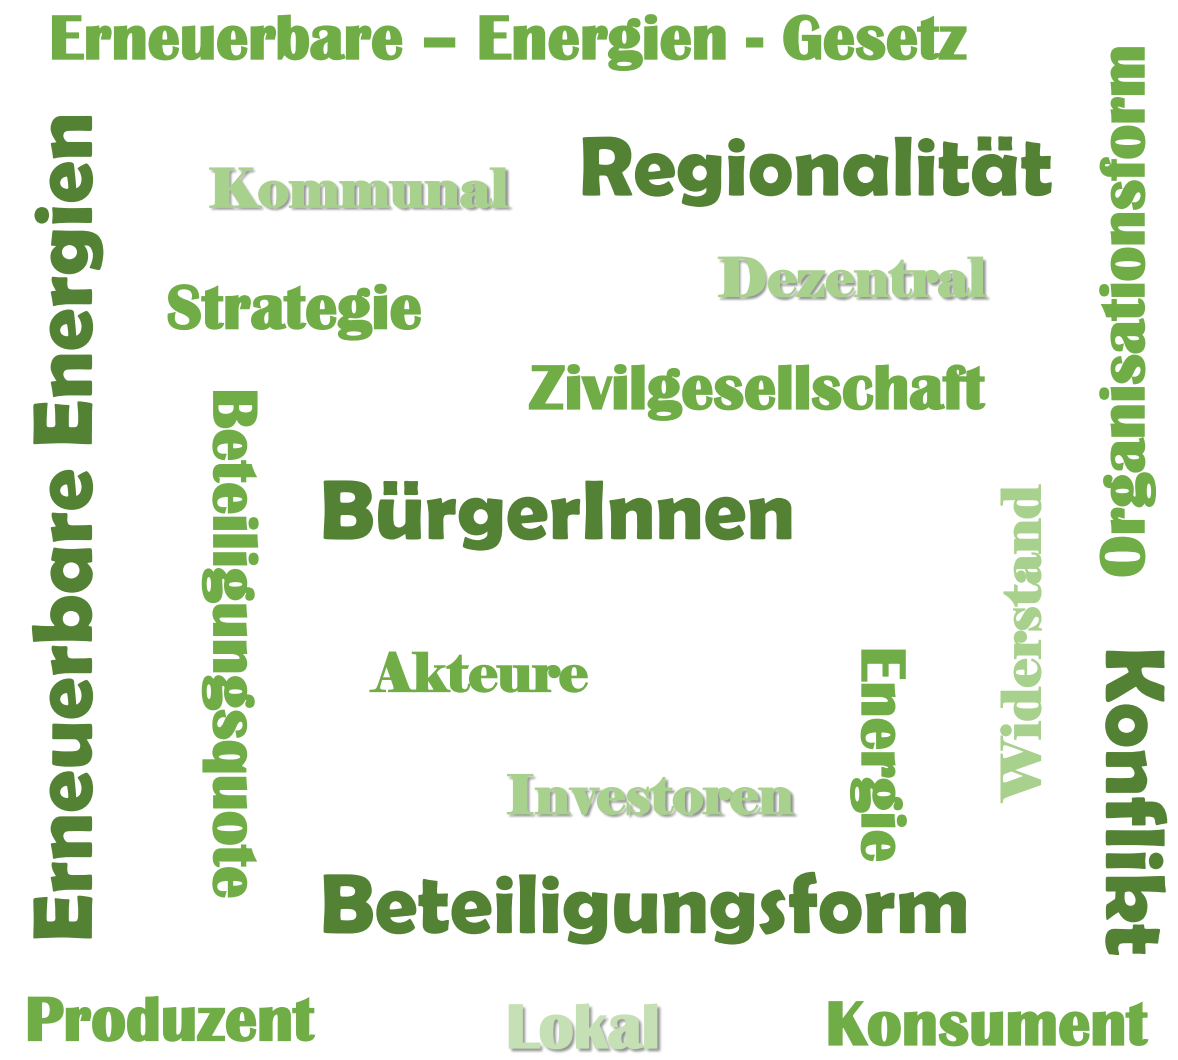 Erneuerbare – Energien - Gesetz
Organisationsform
Erneuerbare Energien
Regionalität
Kommunal
Dezentral
Strategie
Zivilgesellschaft
Beteiligungsquote
BürgerInnen
Widerstand
Akteure
Energie
Konflikt
Investoren
Beteiligungsform
Produzent
Lokal
Konsument